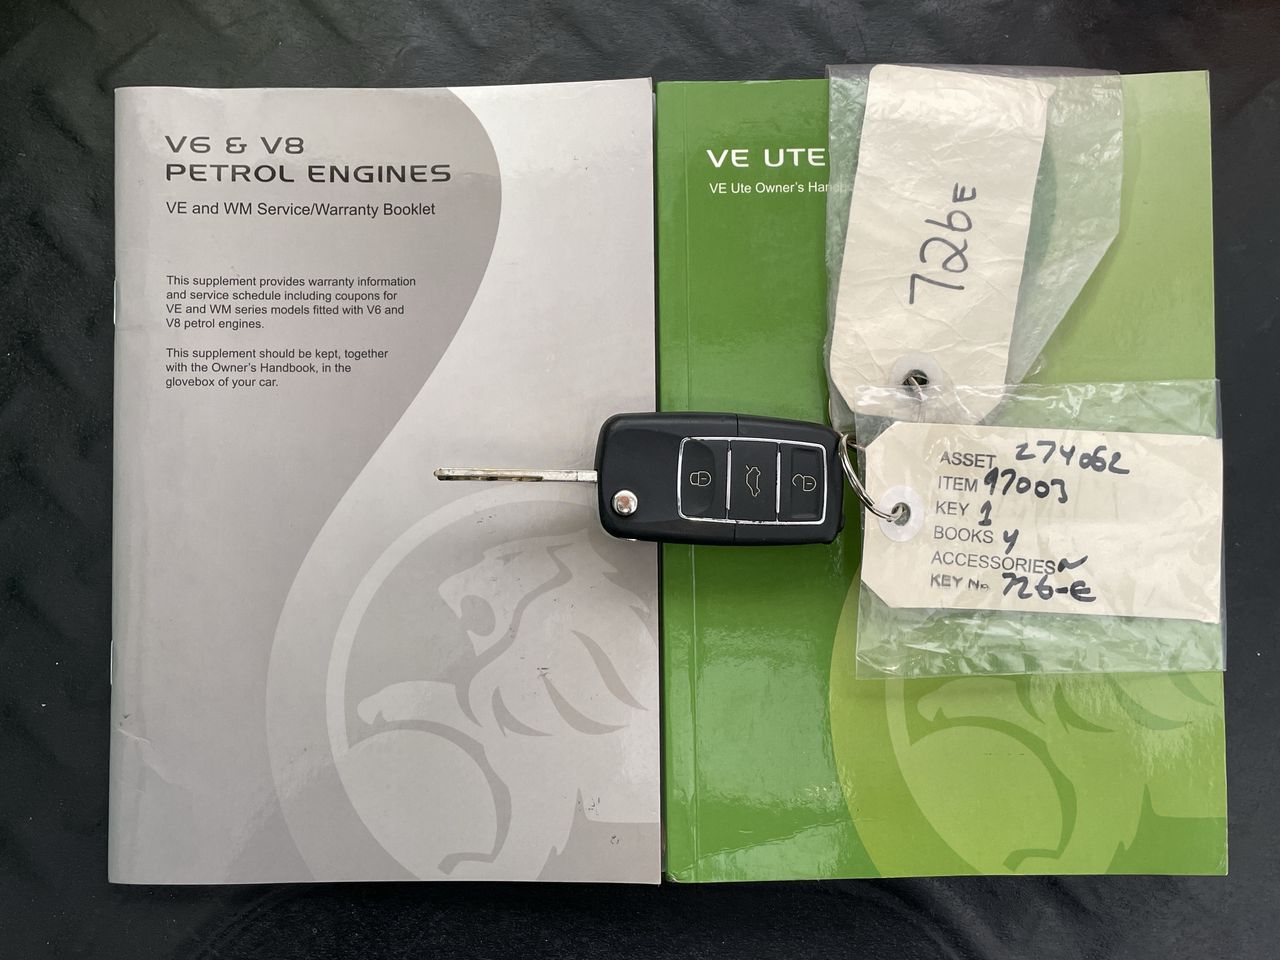 V6 & V8
PETROL ENGINES
VE and WM Service/Warranty Booklet
This supplement provides warranty information
and service schedule including coupons for
VE and WM series models fitted with V6 and
V8 petrol engines.
This supplement should be kept, together
with the Owner's Handbook, in the
glovebox of your car.
VE UTE
VE Ute Owner's Handb
726E
ASSET 274062
ITEM 97003
KEY 1
BOOKS 4
ACCESSORIES ~
KEY No. 726-E